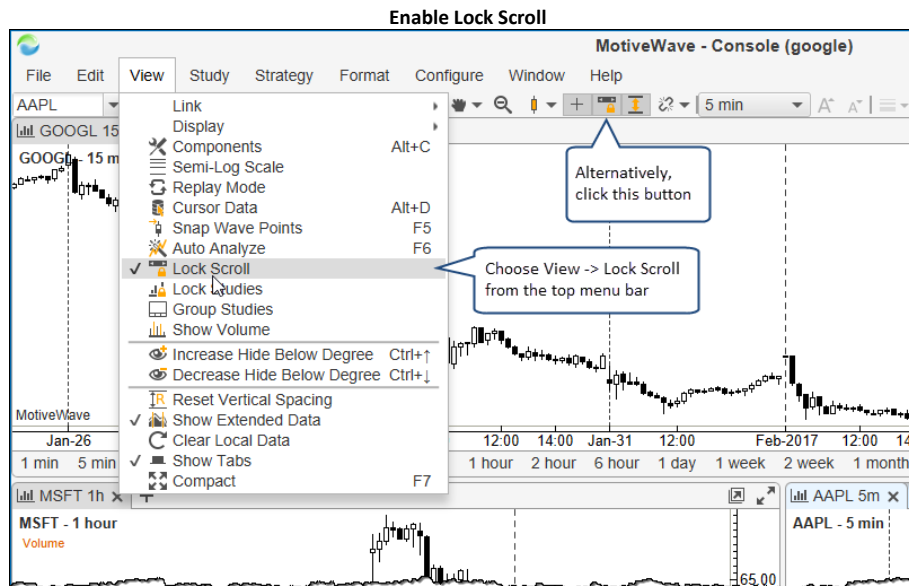 Enable Lock Scroll
MotiveWave - Console (google)
File Edit View Study Strategy Format Configure Window Help
AAPL
5 min
Link
Display
Components Alt+C
Semi-Log Scale
Replay Mode
Cursor Data Alt+D
Snap Wave Points F5
Auto Analyze F6
Lock Scroll
Lock Studies
Group Studies
Show Volume
Increase Hide Below Degree Ctrl+↑
Decrease Hide Below Degree Ctrl+↓
Reset Vertical Spacing
Show Extended Data
Clear Local Data
Show Tabs
Compact F7
GOOGL 15
GOOGL - 15 m
Alternatively,
click this button
Choose View -> Lock Scroll
from the top menu bar
MotiveWave
Jan-26 12:00 14:00 Jan-31 12:00 Feb-2017 12:00 14
1 min 5 min 1 hour 2 hour 6 hour 1 day 1 week 2 week 1 month
MSFT 1h AAPL 5m
MSFT - 1 hour AAPL - 5 min
Volume
65.00